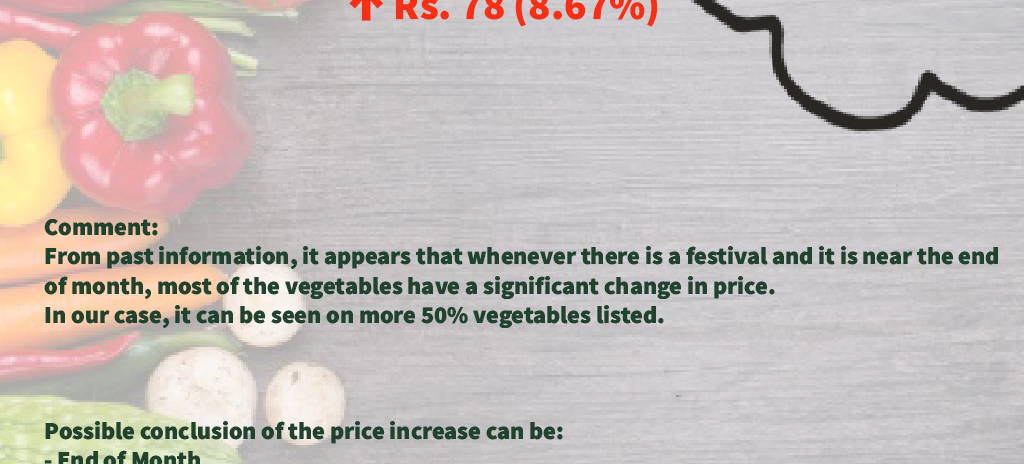 ↑ Rs. 78 (8.67%)
Comment:
From past information, it appears that whenever there is a festival and it is near the end
of month, most of the vegetables have a significant change in price.
In our case, it can be seen on more 50% vegetables listed.
Possible conclusion of the price increase can be:
- End of Month